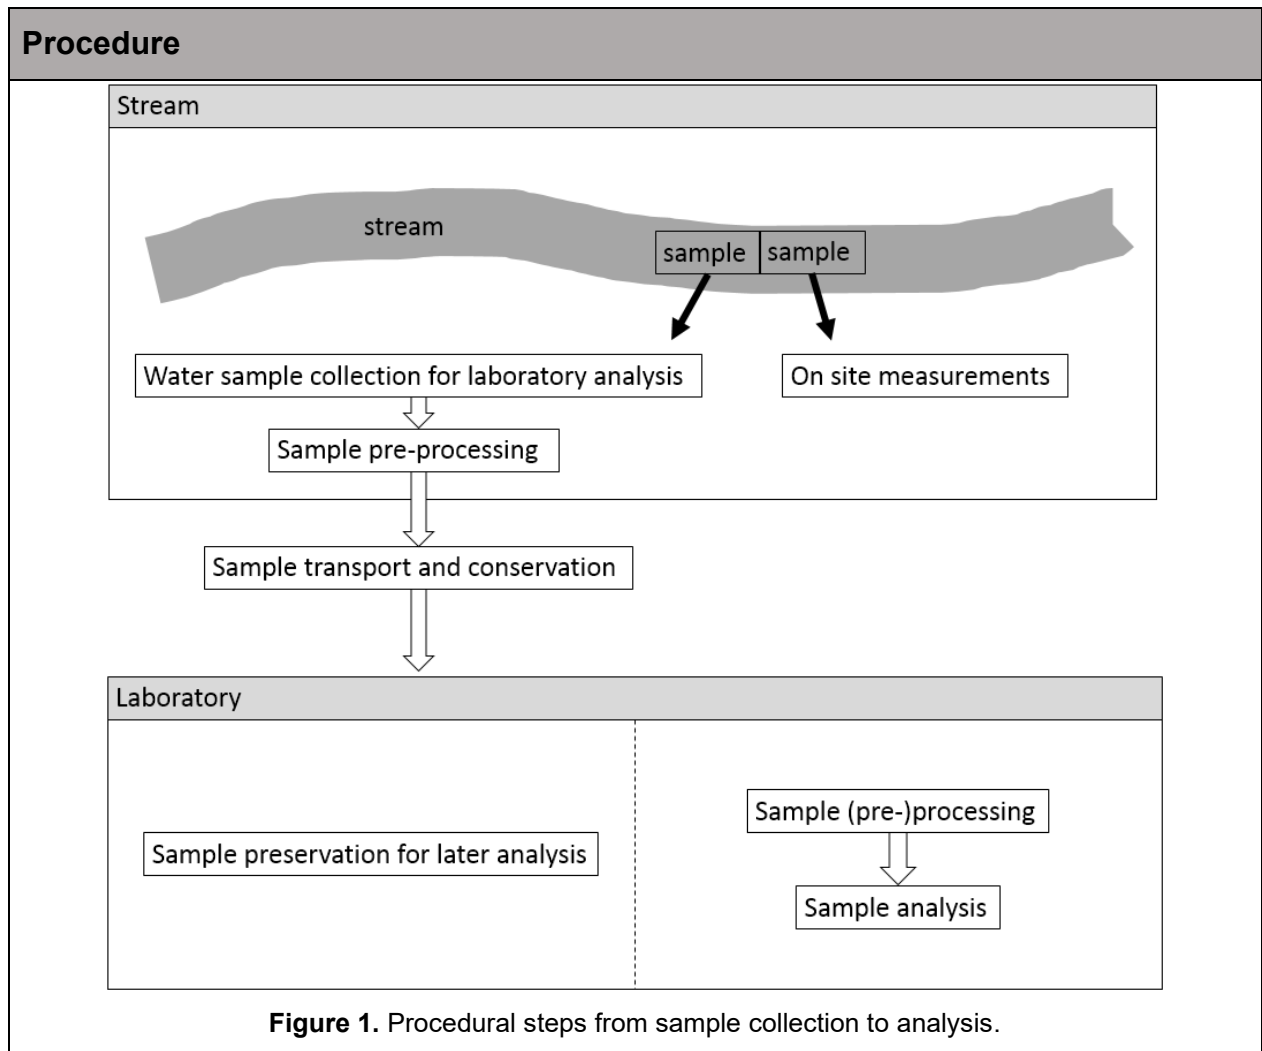 Procedure
Stream
stream
sample
sample
Water sample collection for laboratory analysis
On site measurements
Sample pre-processing
Sample transport and conservation
Laboratory
Sample preservation for later analysis
Sample (pre-)processing
Sample analysis
Figure 1. Procedural steps from sample collection to analysis.